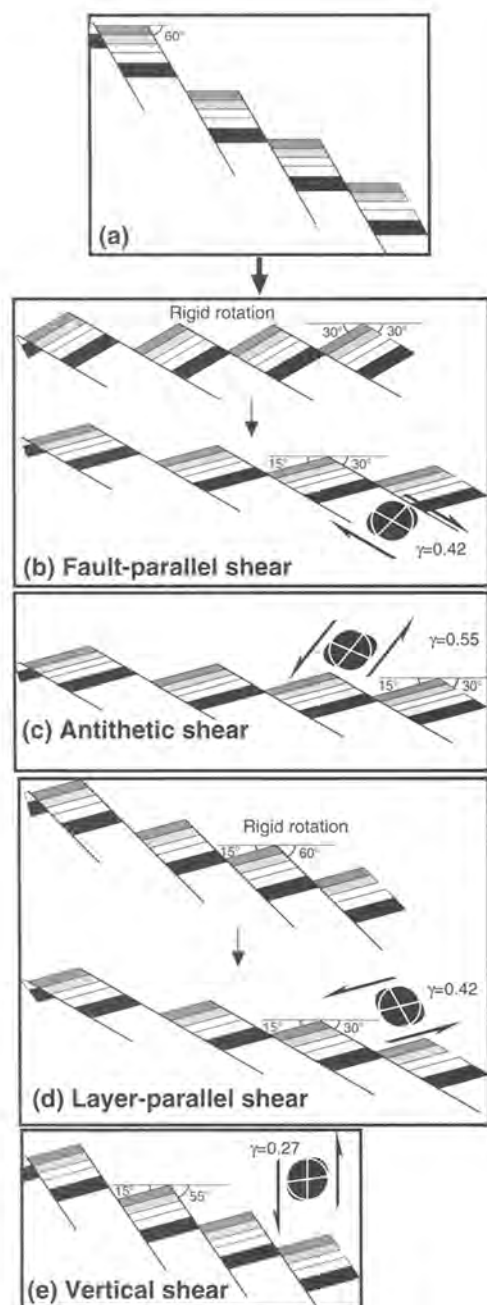 60°
(a)
Rigid rotation
30° 30°
15° 30°
γ=0.42
(b) Fault-parallel shear
γ=0.55
15° 30°
(c) Antithetic shear
Rigid rotation
15° 60°
γ=0.42
15° 30°
(d) Layer-parallel shear
γ=0.27
15° 55°
(e) Vertical shear